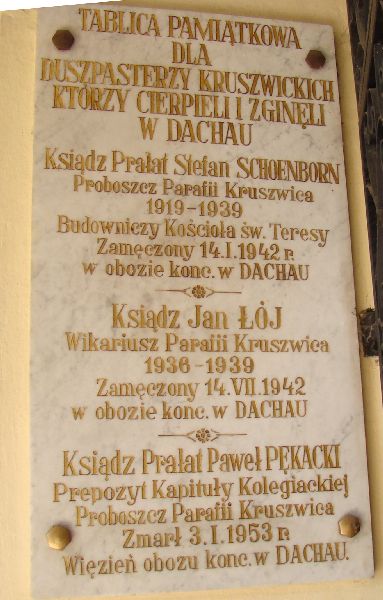 TABLICA PAMIĄTKOWA
DLA
DUSZPASTERZY KRUSZWICKICH
KTÓRZY CIERPIELI I ZGINĘLI
W DACHAU
Ksiądz Prałat Stefan SCHOENBORN
Proboszcz Parafii Kruszwica
1919-1939
Budowniczy Kościoła św. Teresy
Zamęczony 14.I.1942 r.
w obozie konc. w DACHAU
Ksiądz Jan ŁÓJ
Wikariusz Parafii Kruszwica
1936-1939
Zamęczony 14.VII.1942
w obozie konc. w DACHAU
Ksiądz Prałat Paweł PĘKACKI
Prepozyt Kapituły Kolegiackiej
Proboszcz Parafii Kruszwica
Zmarł 3.I.1953 r.
Więzień obozu konc. w DACHAU.